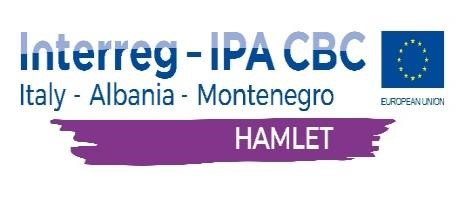 Interreg - IPA CBC
Italy - Albania - Montenegro
EUROPEAN UNION
HAMLET